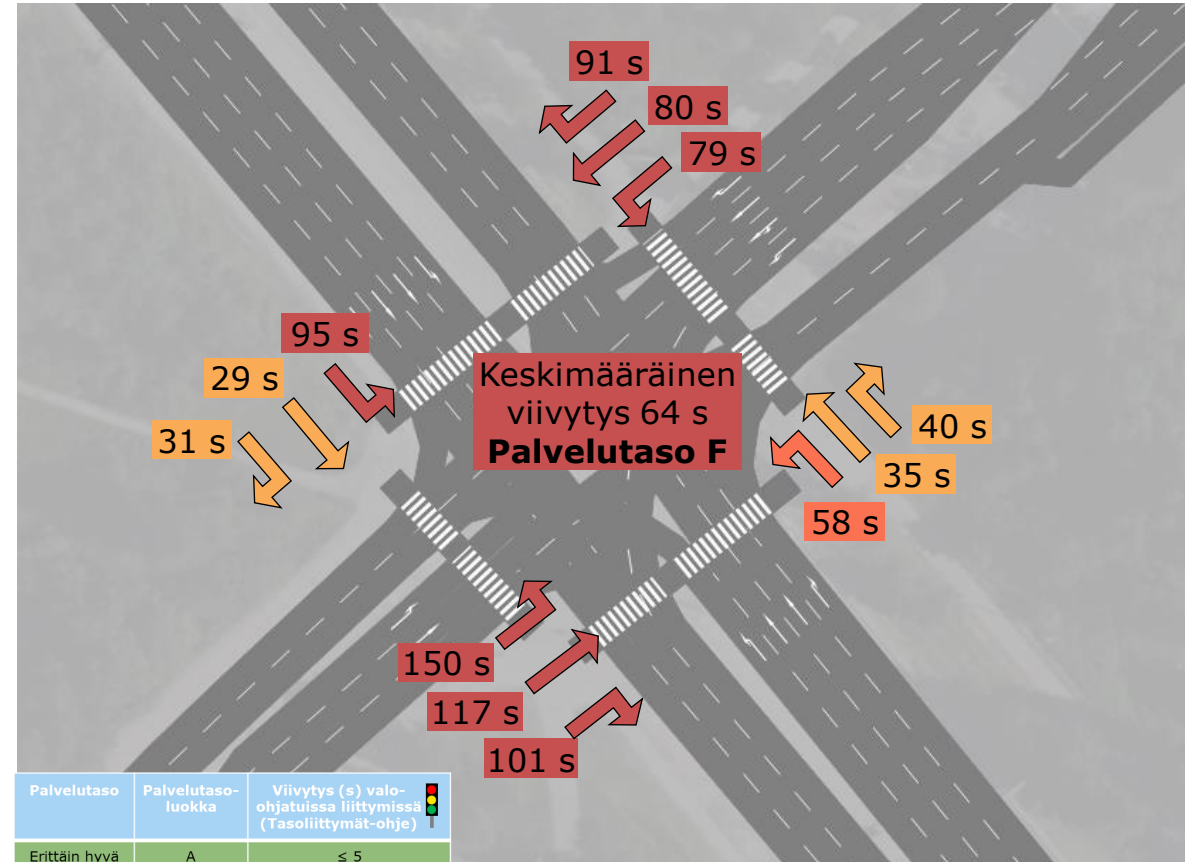 91 s
80 s
79 s
95 s
29 s
31 s
Keskimääräinen
viivytys 64 s
Palvelutaso F
40 s
35 s
58 s
150 s
117 s
101 s
Palvelutaso
Palvelutaso-
luokka
Viivytys (s) valo-
ohjatuissa liittymissä
(Tasoliittymät-ohje)
Erittäin hyvä
A
≤ 5